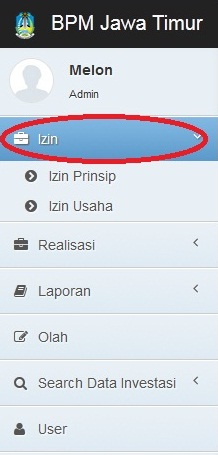 BPM Jawa Timur
Melon
Admin
Izin
Izin Prinsip
Izin Usaha
Realisasi
Laporan
Olah
Search Data Investasi
User